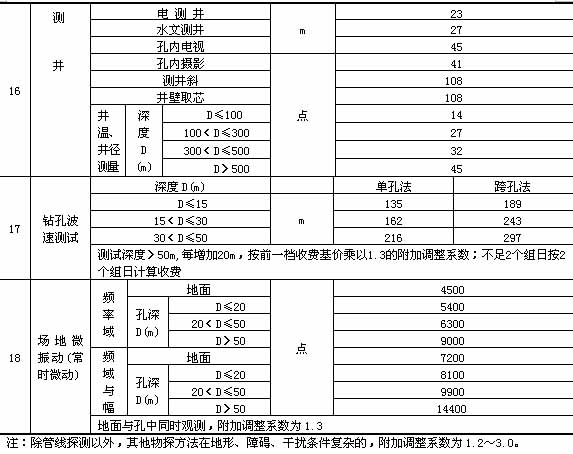 16 测井 电测井 m 23
水文测井 27
孔内电视 45
孔内摄影 点 41
测井斜 108
井壁取芯 108
井温、井径测量 深度D(m) D≤100 14
100<D≤300 27
300<D≤500 32
D>500 45
17 钻孔波速测试 深度D(m) m 单孔法 跨孔法
D≤15 135 189
15<D≤30 162 243
30<D≤50 216 297
测试深度>50m,每增加20m，按前一档收费基价乘以1.3的附加调整系数；不足2个组日按2
个组日计算收费
18 场地微振动(常时微动) 频率域 地面 点 4500
孔深D(m) D≤20 5400
20<D≤50 6300
D>50 9000
频域与幅 地面 7200
孔深D(m) D≤20 8100
20<D≤50 9900
D>50 14400
地面与孔中同时观测，附加调整系数为1.3
注：除管线探测以外，其他物探方法在地形、障碍、干扰条件复杂的，附加调整系数为1.2～3.0。